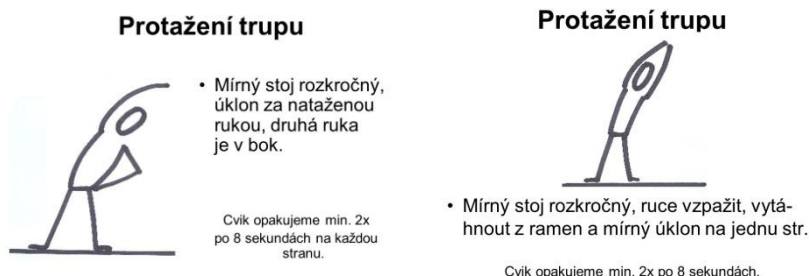 Protažení trupu
• Mírný stoj rozkročný,
úklon za nataženou
rukou, druhá ruka
je v bok.
Cvik opakujeme min. 2x
po 8 sekundách na každou
stranu.
Protažení trupu
• Mírný stoj rozkročný, ruce vzpažit, vytá-
hnout z ramen a mírný úklon na jednu str.
Cvik opakujeme min. 2x po 8 sekundách.